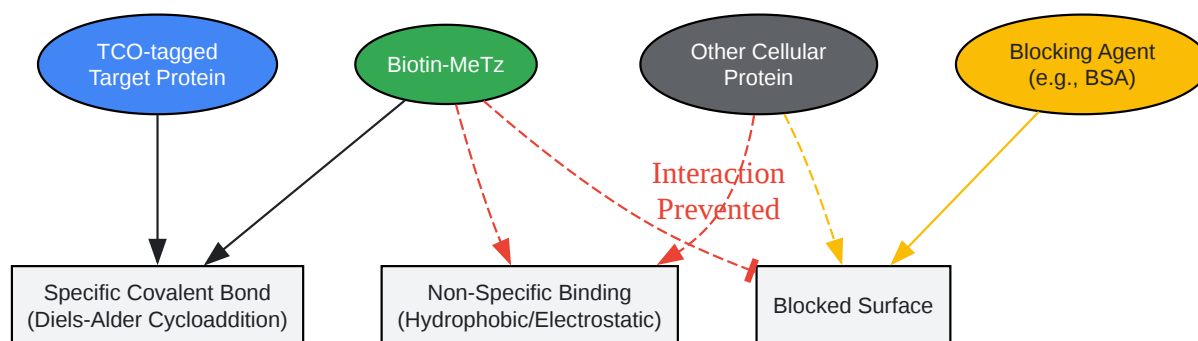 TCO-tagged
Target Protein
Biotin-MeTz
Other Cellular
Protein
Blocking Agent
(e.g., BSA)
Interaction
Prevented
Specific Covalent Bond
(Diels-Alder Cycloaddition)
Non-Specific Binding
(Hydrophobic/Electrostatic)
Blocked Surface